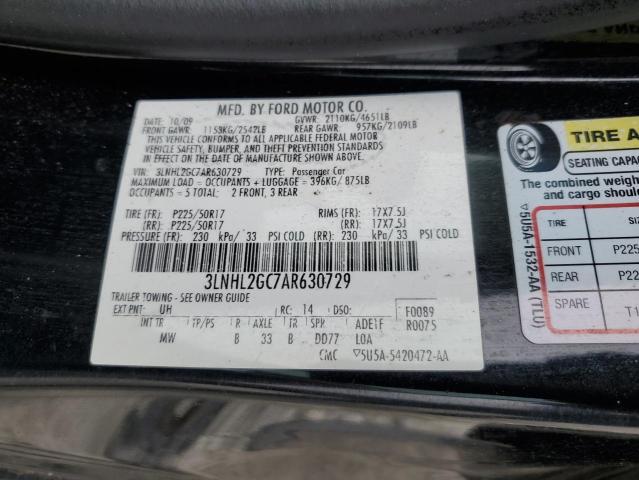 MFD. BY FORD MOTOR CO.
DATE: 10/09 GVWR: 2110KG/4651LB
FRONT GAWR: 1153KG/2542LB REAR GAWR: 957KG/2109LB
THIS VEHICLE CONFORMS TO ALL APPLICABLE FEDERAL MOTOR
VEHICLE SAFETY, BUMPER, AND THEFT PREVENTION STANDARDS
IN EFFECT ON THE DATE OF MANUFACTURE SHOWN ABOVE.
VIN: 3LNHL2GC7AR630729 TYPE: Passenger Car
MAXIMUM LOAD = OCCUPANTS + LUGGAGE = 396KG/875LB
OCCUPANTS = 5 TOTAL: 2 FRONT, 3 REAR
TIRE (FR): P225/50R17 RIMS (FR): 17X7.5J
(RR): P225/50R17 (RR): 17X7.5J
PRESSURE (FR) 230 kPa/33 PSI COLD (RR) 230 kPa/33 PSI COLD
3LNHL2GC7AR630729
TRAILER TOWING - SEE OWNER GUIDE
EXT PNT: UH RC: 14 DSO: F0089
INT TR TP/PS R AXLE TR SPR ADE1F R0075
MW B 33 B DD77 L0A
CMC ▽5U5A-5420472-AA
TIRE A
SEATING CAPAC
The combined weigh
and cargo should
▽5U5A-1532-AA (TL0)
TIRE SI
FRONT P225
REAR P225
SPARE T1